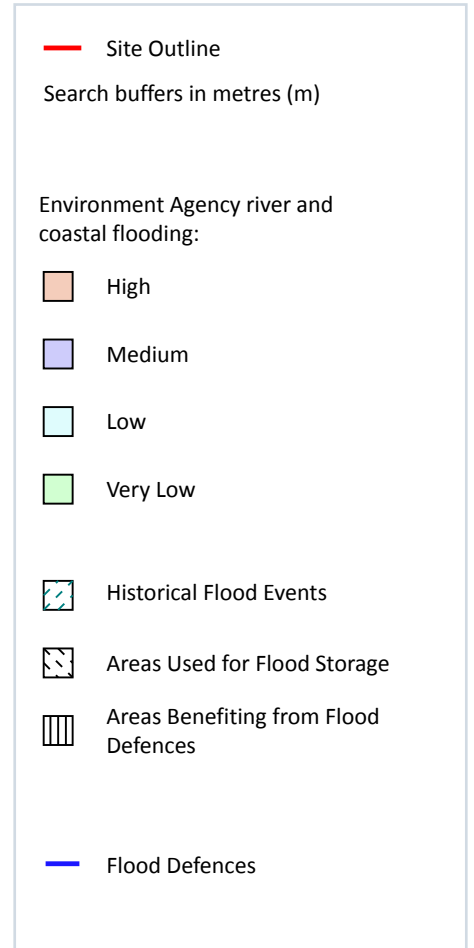 Site Outline
Search buffers in metres (m)
Environment Agency river and
coastal flooding:
High
Medium
Low
Very Low
Historical Flood Events
Areas Used for Flood Storage
Areas Benefiting from Flood
Defences
Flood Defences